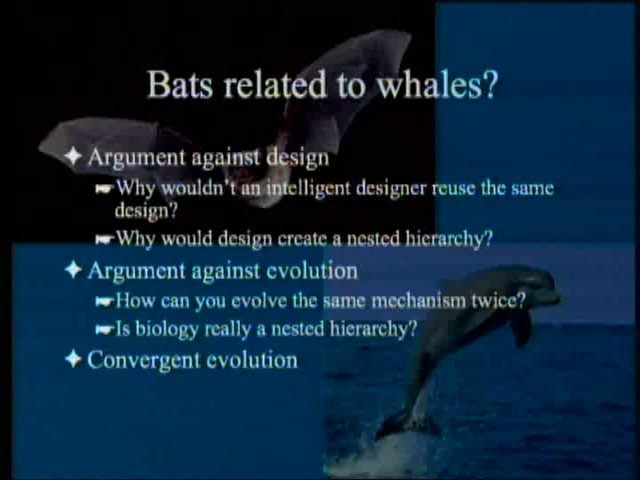 Bats related to whales?
Argument against design
Why wouldn't an intelligent designer reuse the same
design?
Why would design create a nested hierarchy?
Argument against evolution
How can you evolve the same mechanism twice?
Is biology really a nested hierarchy?
Convergent evolution